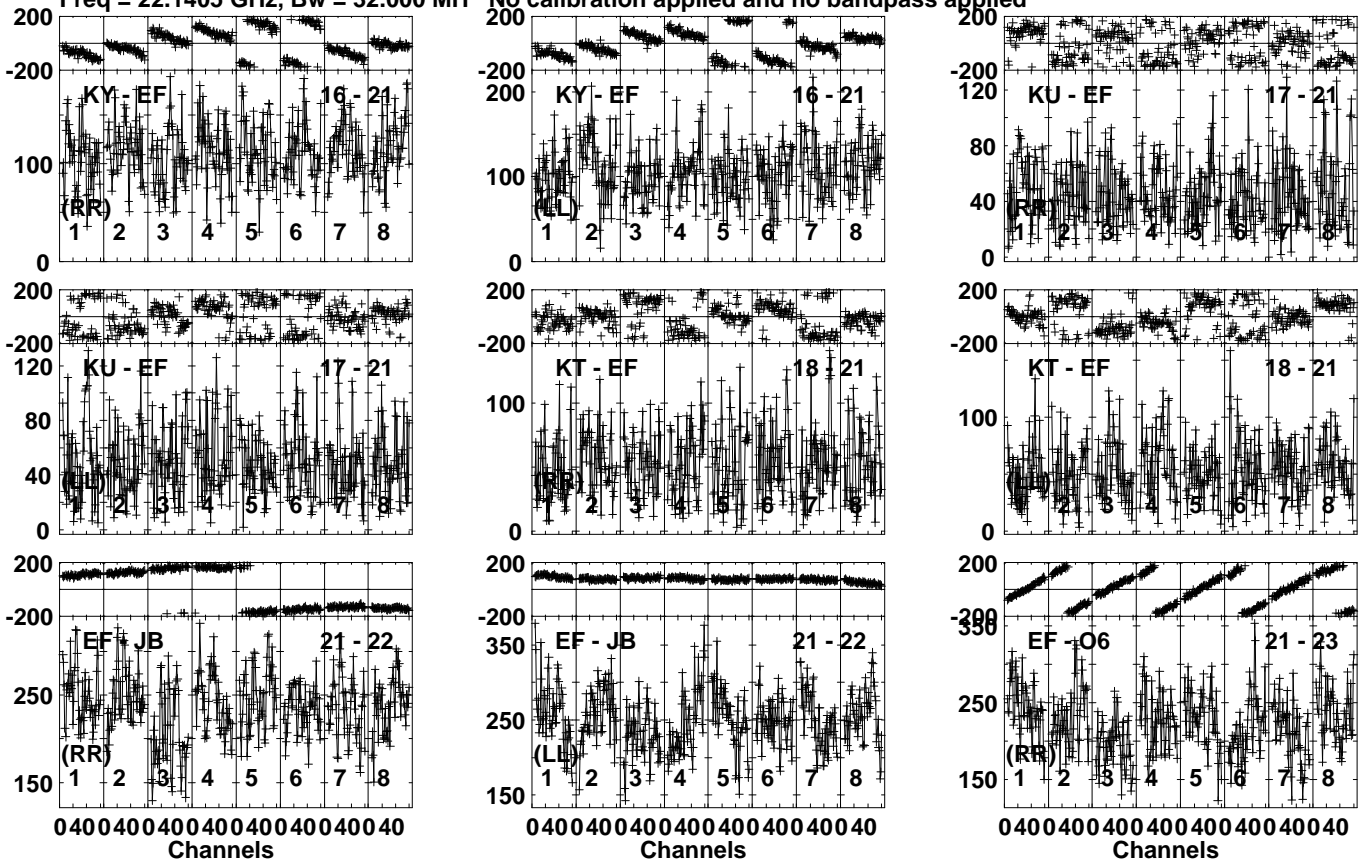 Freq = 22.1405 GHz, Bw = 32.000 MH No calibration applied and no bandpass applied
200 200 200
-200 -200 -200
KY - EF 16 - 21 KY - EF 16 - 21 KU - EF 17 - 21
200 120
100 100 80
40
(RR) (LL) (RR)
1 2 3 4 5 6 7 8 1 2 3 4 5 6 7 8 1 2 3 4 5 6 7 8
0 0 0
200 200 200
-200 -200 -200
KU - EF 17 - 21 KT - EF 18 - 21 KT - EF 18 - 21
120 100 100
80
40
(LL) (RR) (LL)
1 2 3 4 5 6 7 8 1 2 3 4 5 6 7 8 1 2 3 4 5 6 7 8
0 0 0
200 200 200
-200 -200 -200
EF - JB 21 - 22 EF - JB 21 - 22 EF - O6 21 - 23
350 350
250 250 250
(RR) (LL) (RR)
1 2 3 4 5 6 7 8 1 2 3 4 5 6 7 8 1 2 3 4 5 6 7 8
150 150 150
0 40 0 40 0 40 0 40 0 40 0 40 0 40 0 40 0 40 0 40 0 40 0 40 0 40 0 40 0 40 0 40 0 40 0 40 0 40 0 40 0 40 0 40 0 40 0 40
Channels Channels Channels